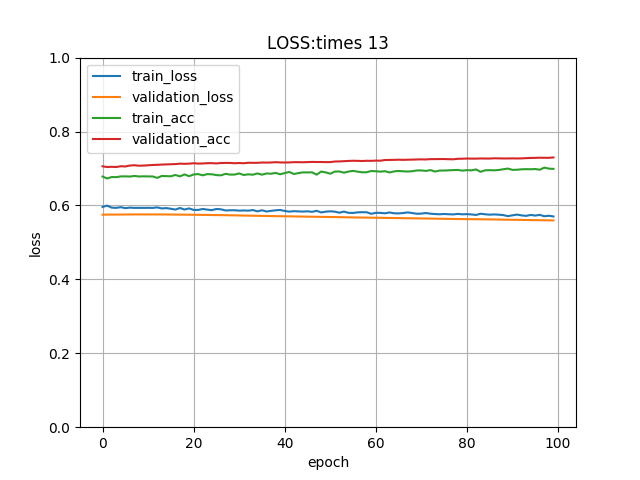 LOSS:times 13
1.0
0.8
0.6
0.4
0.2
0.0
loss
train_loss
validation_loss
train_acc
validation_acc
0 20 40 60 80 100
epoch